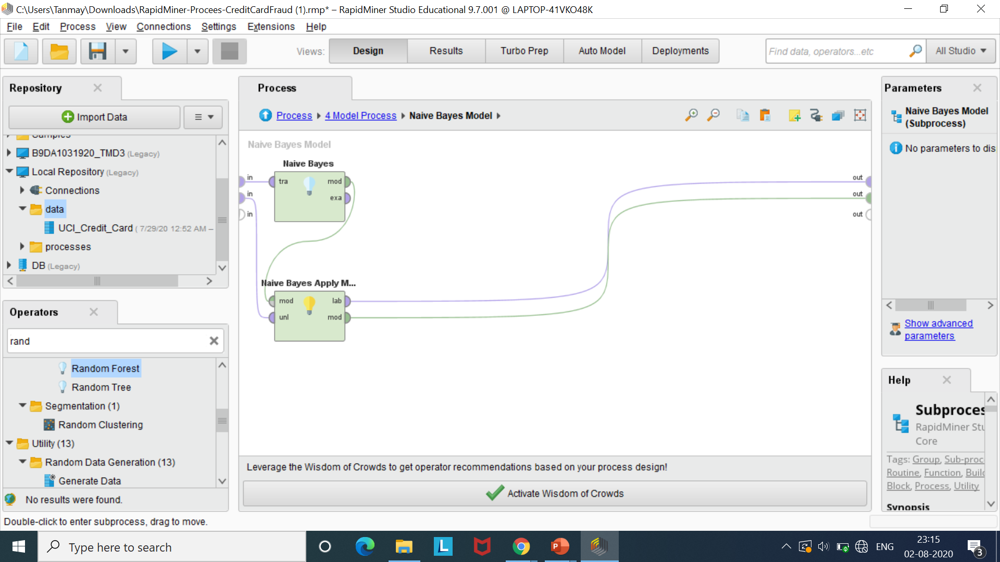 C:\Users\Tanmay\Downloads\RapidMiner-Procees-CreditCardFraud (1).rmp* – RapidMiner Studio Educational 9.7.001 @ LAPTOP-41VKO48K
File Edit Process View Connections Settings Extensions Help
Views: Design Results Turbo Prep Auto Model Deployments
Find data, operators...etc
All Studio
Repository
Import Data
Samples
B9DA1031920_TMD3 (Legacy)
Local Repository (Legacy)
Connections
data
UCI_Credit_Card ( 7/29/20 12:52 AM –
processes
DB (Legacy)
Operators
rand
Random Forest
Random Tree
Segmentation (1)
Random Clustering
Utility (13)
Random Data Generation (13)
Generate Data
No results were found.
Process
Process 4 Model Process Naive Bayes Model
Naive Bayes Model
Naive Bayes
in
in
in
tra
mod
exa
Naive Bayes Apply M...
mod
unl
lab
mod
out
out
out
Leverage the Wisdom of Crowds to get operator recommendations based on your process design!
Activate Wisdom of Crowds
Parameters
Naive Bayes Model
(Subprocess)
No parameters to dis
Show advanced
parameters
Help
Subproces
RapidMiner Stu
Core
Tags: Group, Sub-proc
Routine, Function, Build
Block, Process, Utility
Synopsis
Double-click to enter subprocess, drag to move.
Type here to search
L
P
ENG
23:15
02-08-2020
3